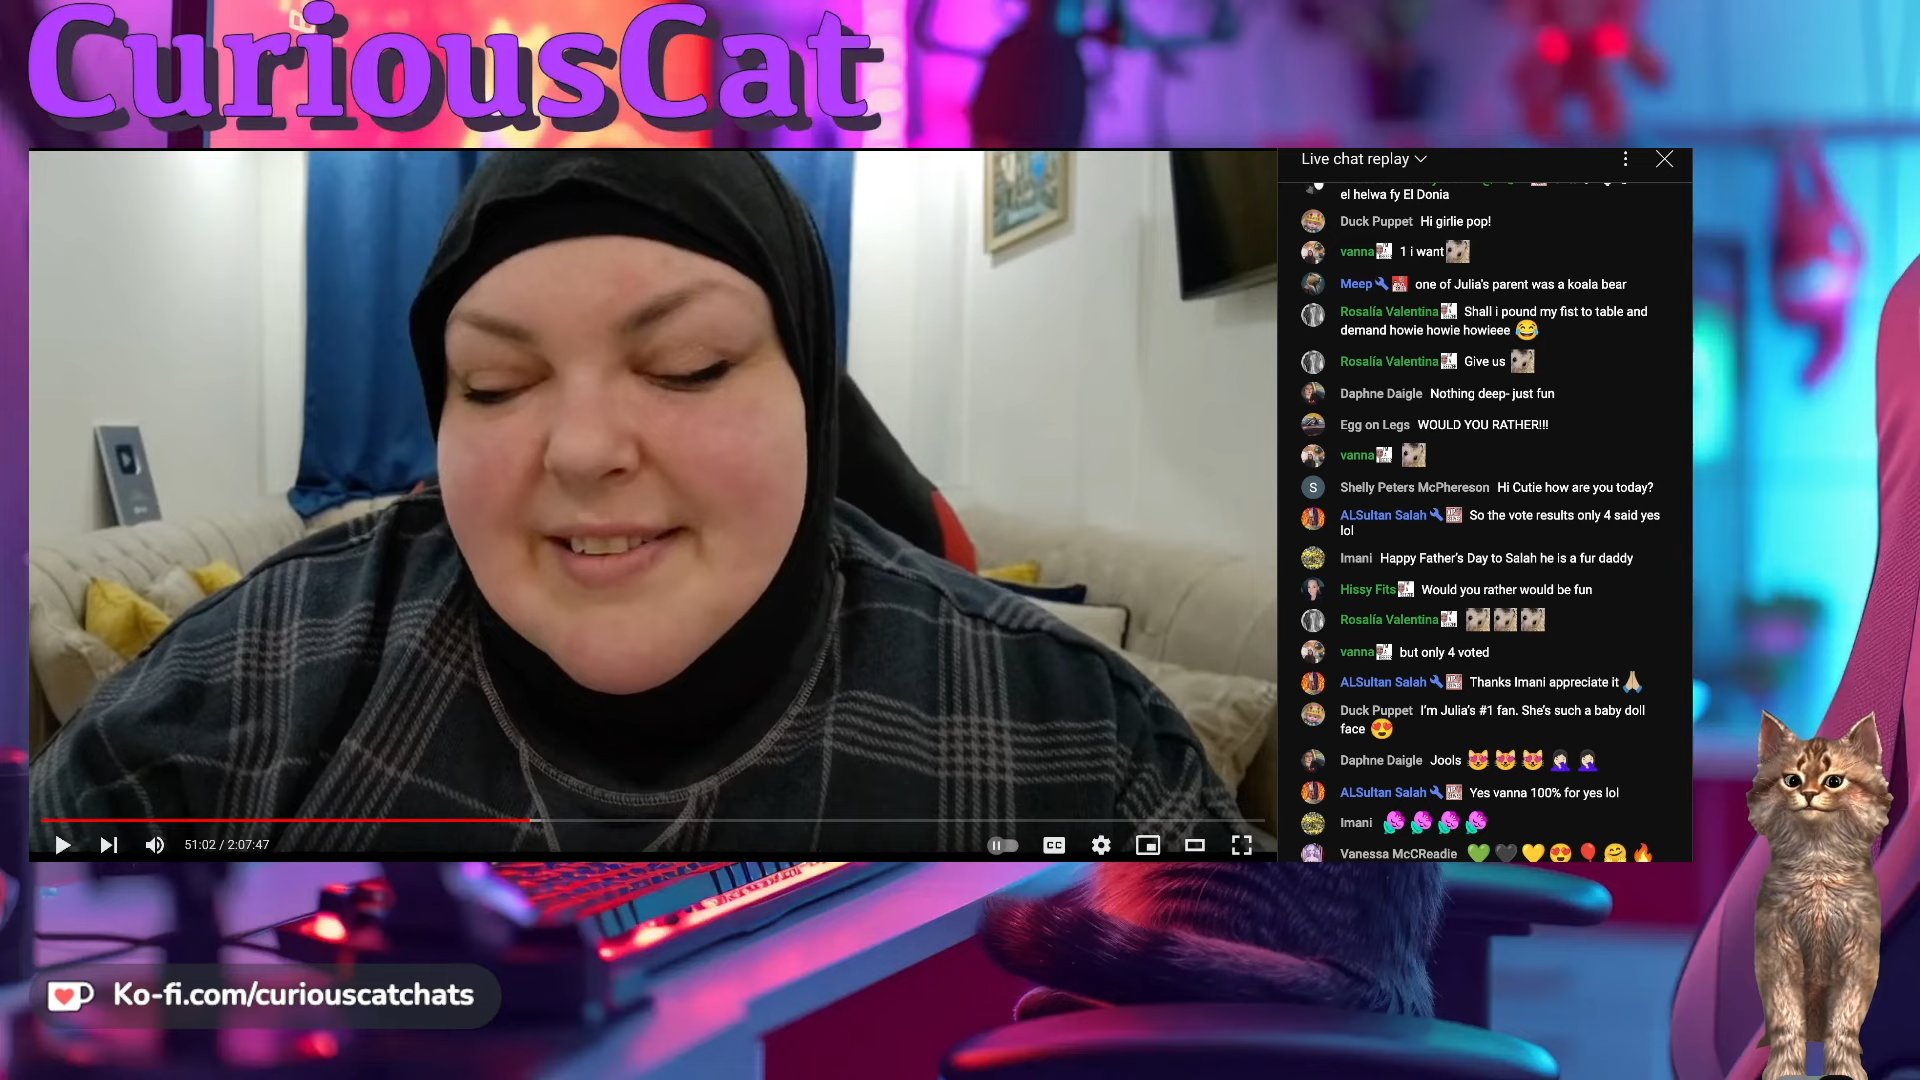 CuriousCat
Live chat replay
el helwa fy El Donia
Duck Puppet Hi girlie pop!
vanna 1 i want
Meep one of Julia's parent was a koala bear
Rosalía Valentina Shall i pound my fist to table and
demand howie howie howieee 😂
Rosalía Valentina Give us
Daphne Daigle Nothing deep- just fun
Egg on Legs WOULD YOU RATHER!!!
vanna
S Shelly Peters McPhereson Hi Cutie how are you today?
ALSultan Salah So the vote results only 4 said yes
lol
Imani Happy Father's Day to Salah he is a fur daddy
Hissy Fits Would you rather would be fun
Rosalía Valentina
vanna but only 4 voted
ALSultan Salah Thanks Imani appreciate it 🙏🏼
Duck Puppet I'm Julia's #1 fan. She's such a baby doll
face 😍
Daphne Daigle Jools 😻😻😻🤦🏻‍♀️🤦🏻‍♀️
ALSultan Salah Yes vanna 100% for yes lol
Imani
Vanessa McCReadie 💚🖤💛😍🎈🤗🔥
51:02 / 2:07:47
CC
Ko-fi.com/curiouscatchats